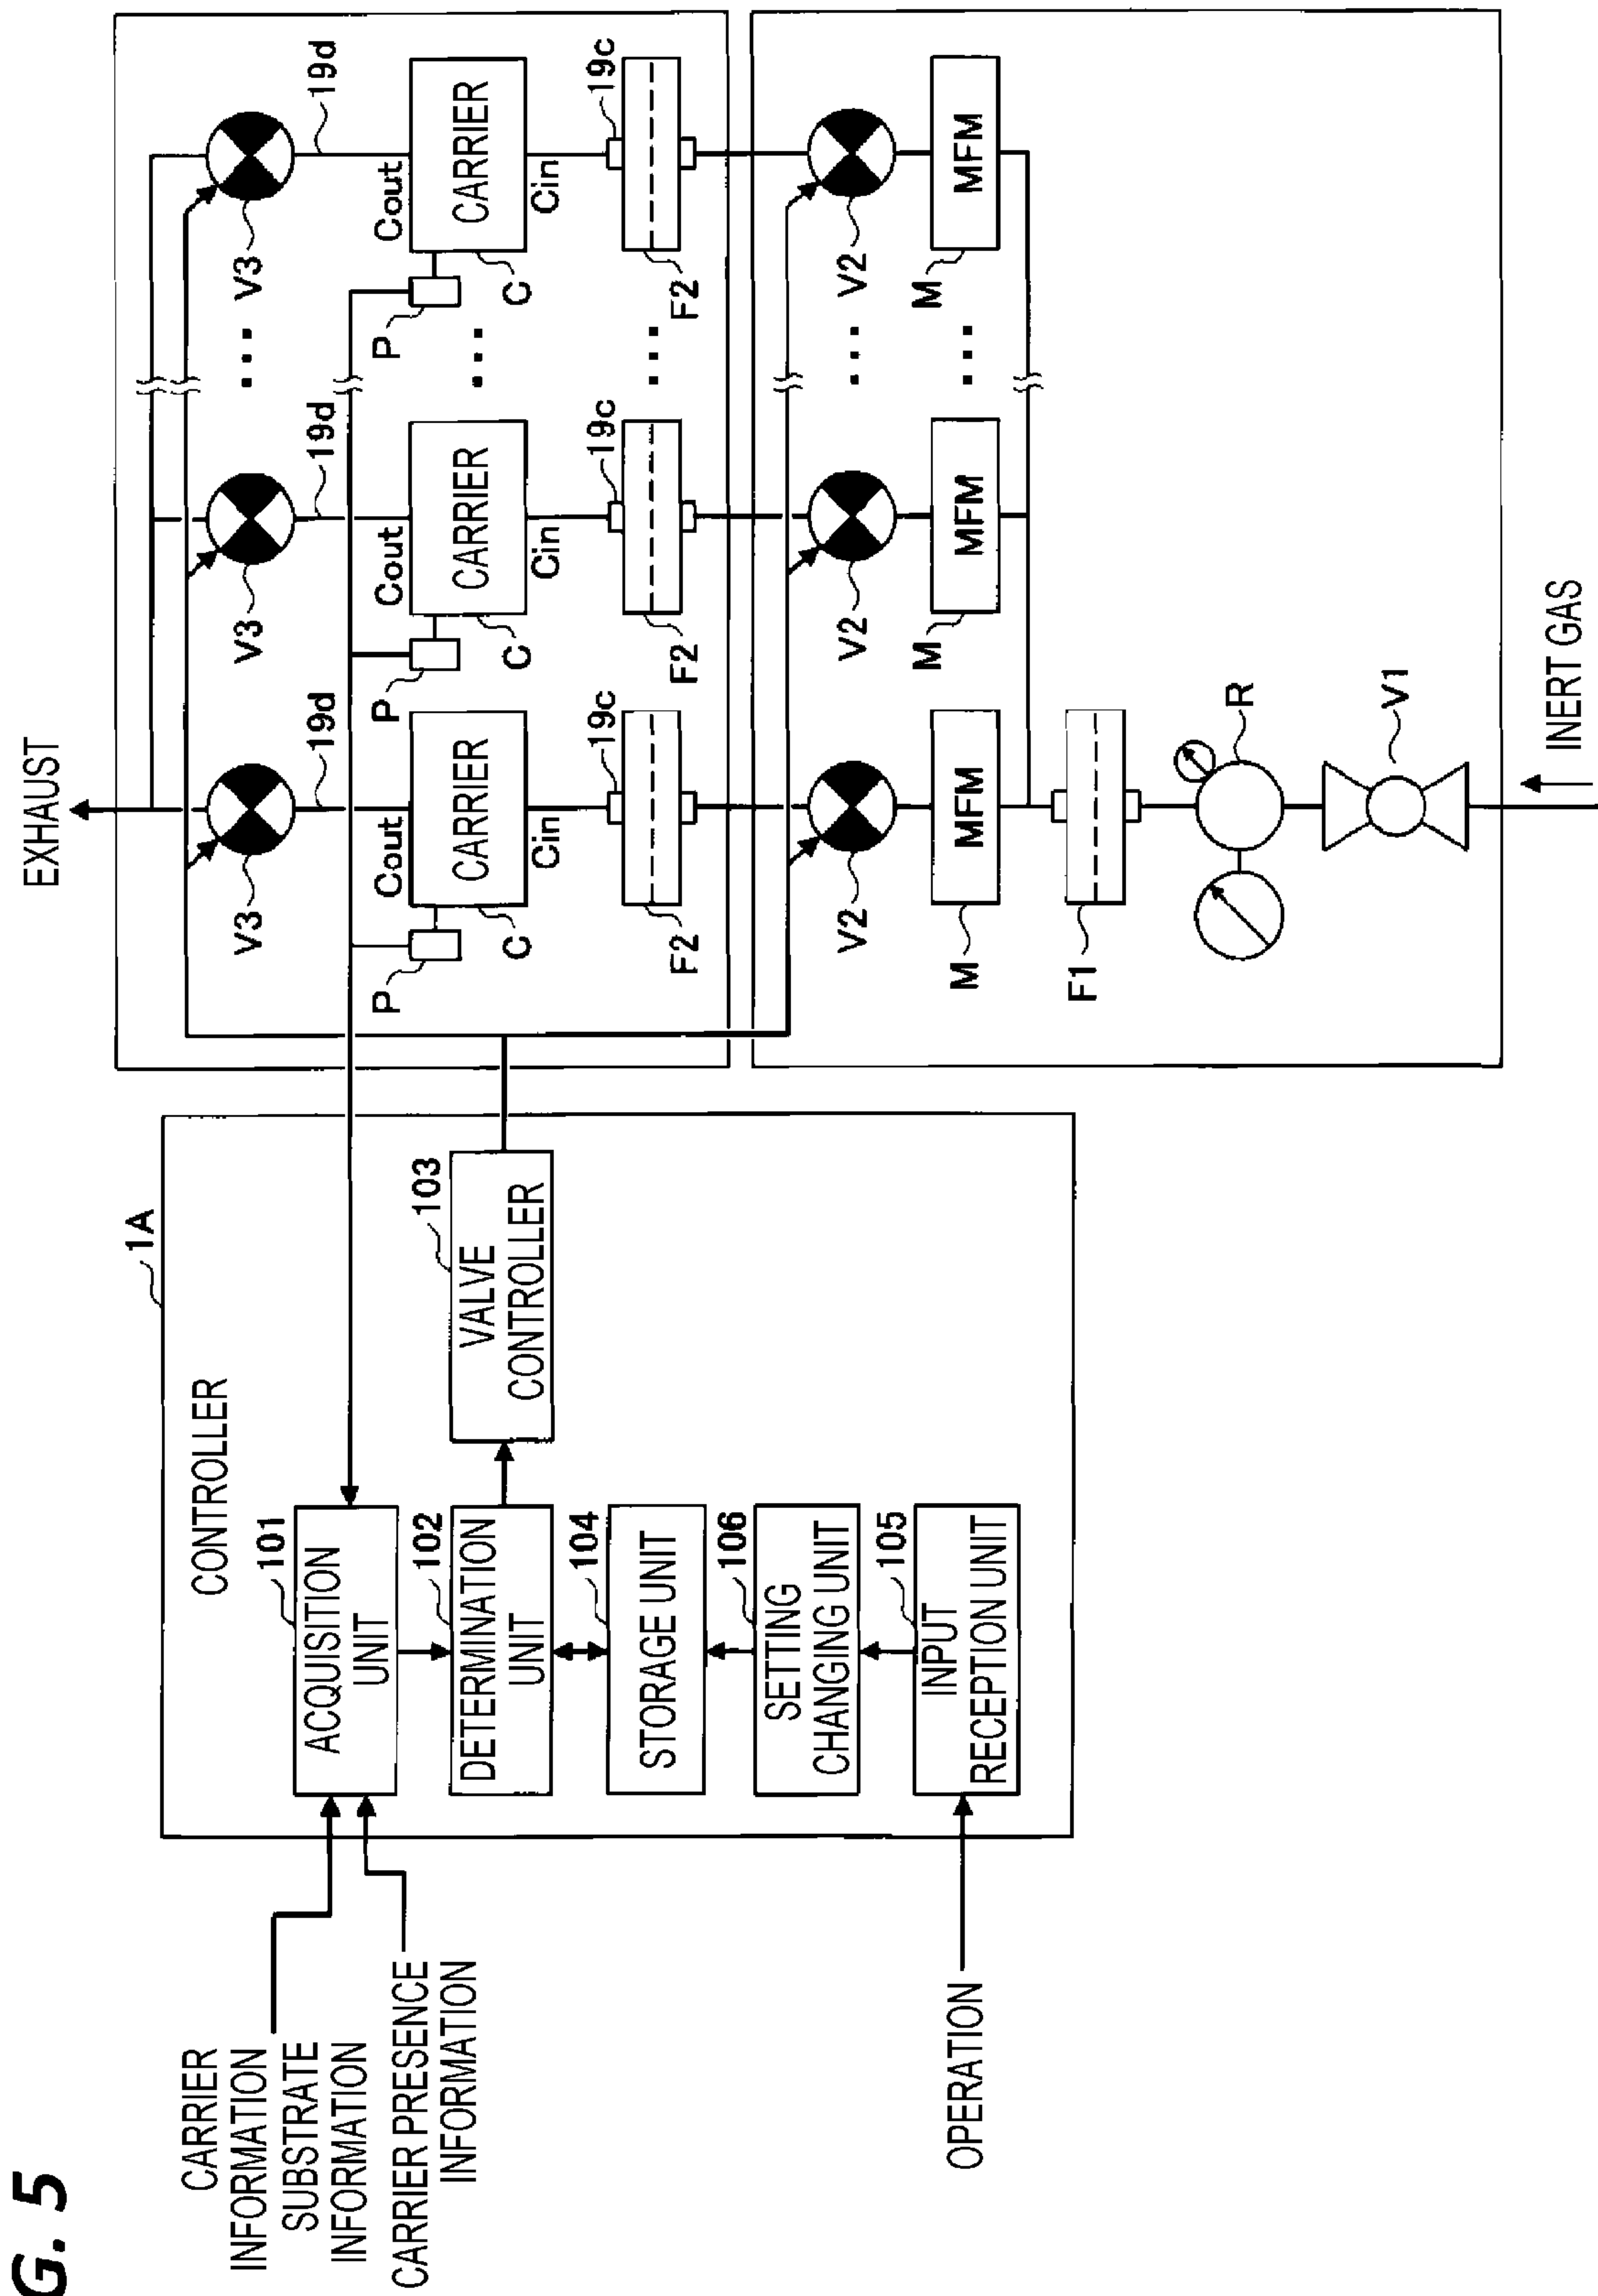 G. 5
CARRIER
INFORMATION
SUBSTRATE
INFORMATION
CARRIER PRESENCE
INFORMATION
OPERATION
1A
CONTROLLER
101
ACQUISITION
UNIT
102
DETERMINATION
UNIT
103
VALVE
CONTROLLER
104
STORAGE UNIT
106
SETTING
CHANGING UNIT
105
INPUT
RECEPTION UNIT
EXHAUST
V3
19d
V3
19d
V3
19d
...
P
Cout
P
Cout
P
Cout
CARRIER
CARRIER
CARRIER
C
Cin
C
Cin
C
Cin
...
19c
19c
19c
F2
F2
F2
...
V2
V2
V2
...
M
MFM
M
MFM
M
MFM
...
F1
R
V1
INERT GAS